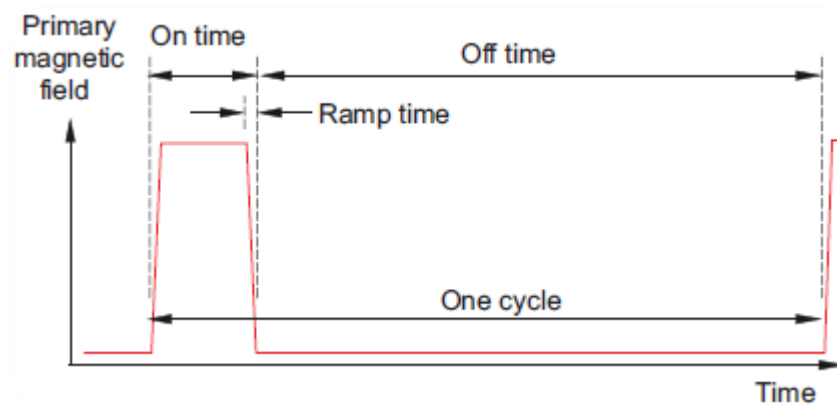 Primary
magnetic
field
On time
Off time
Ramp time
One cycle
Time